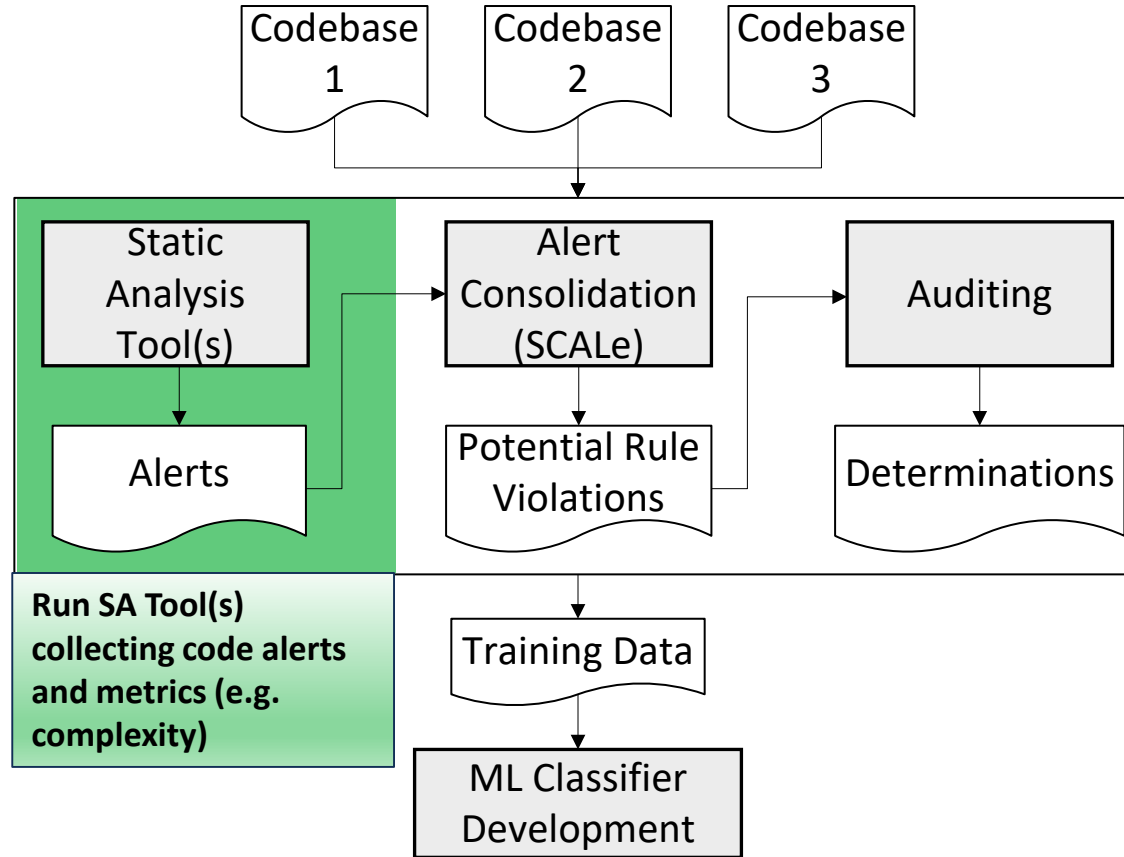 Codebase
1
Codebase
2
Codebase
3
Static
Analysis
Tool(s)
Alert
Consolidation
(SCALe)
Auditing
Alerts
Potential Rule
Violations
Determinations
Run SA Tool(s)
collecting code alerts
and metrics (e.g.
complexity)
Training Data
ML Classifier
Development